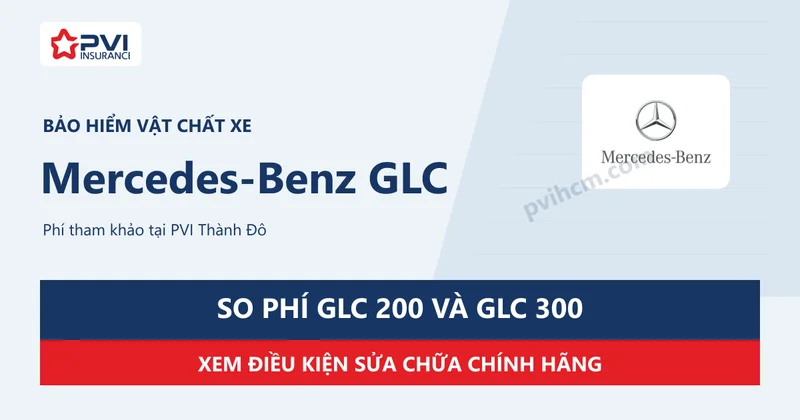 PVI
INSURANCE
BẢO HIỂM VẬT CHẤT XE
Mercedes-Benz GLC
Phí tham khảo tại PVI Thành Đô
Mercedes-Benz
pvihcm.com
SO PHÍ GLC 200 VÀ GLC 300
XEM ĐIỀU KIỆN SỬA CHỮA CHÍNH HÃNG